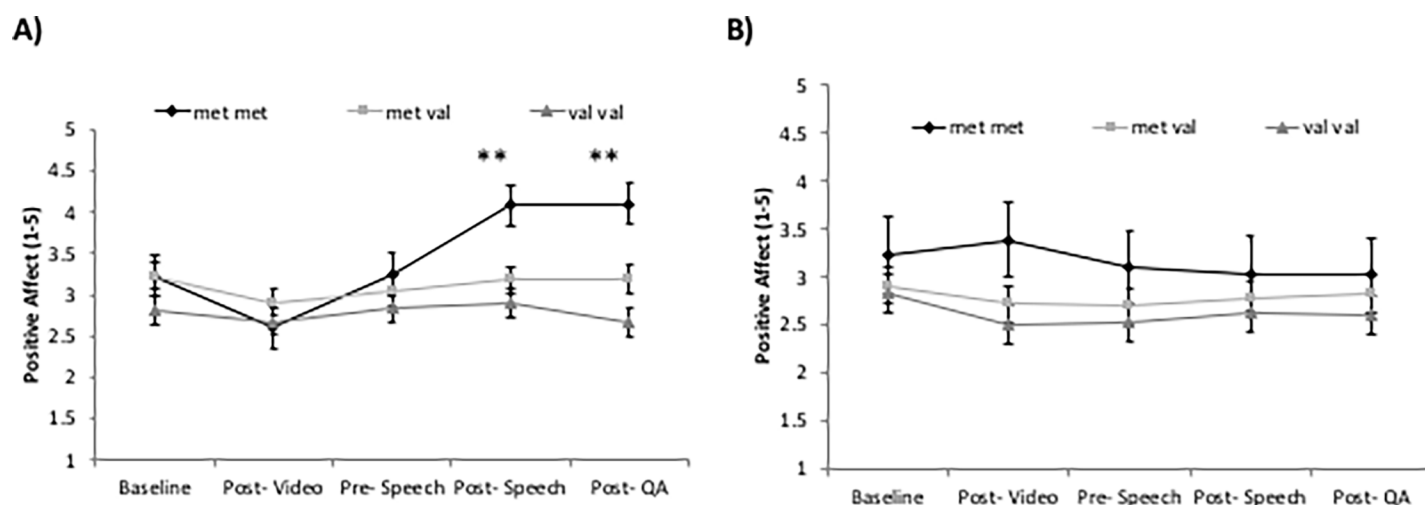 A)
met met met val val val
5
4.5
4
3.5
3
2.5
2
1.5
1
Positive Affect (1-5)
** **
Baseline Post- Video Pre- Speech Post- Speech Post- QA
B)
met met met val val val
5
4.5
4
3.5
3
2.5
2
1.5
1
Positive Affect (1-5)
Baseline Post- Video Pre- Speech Post- Speech Post- QA